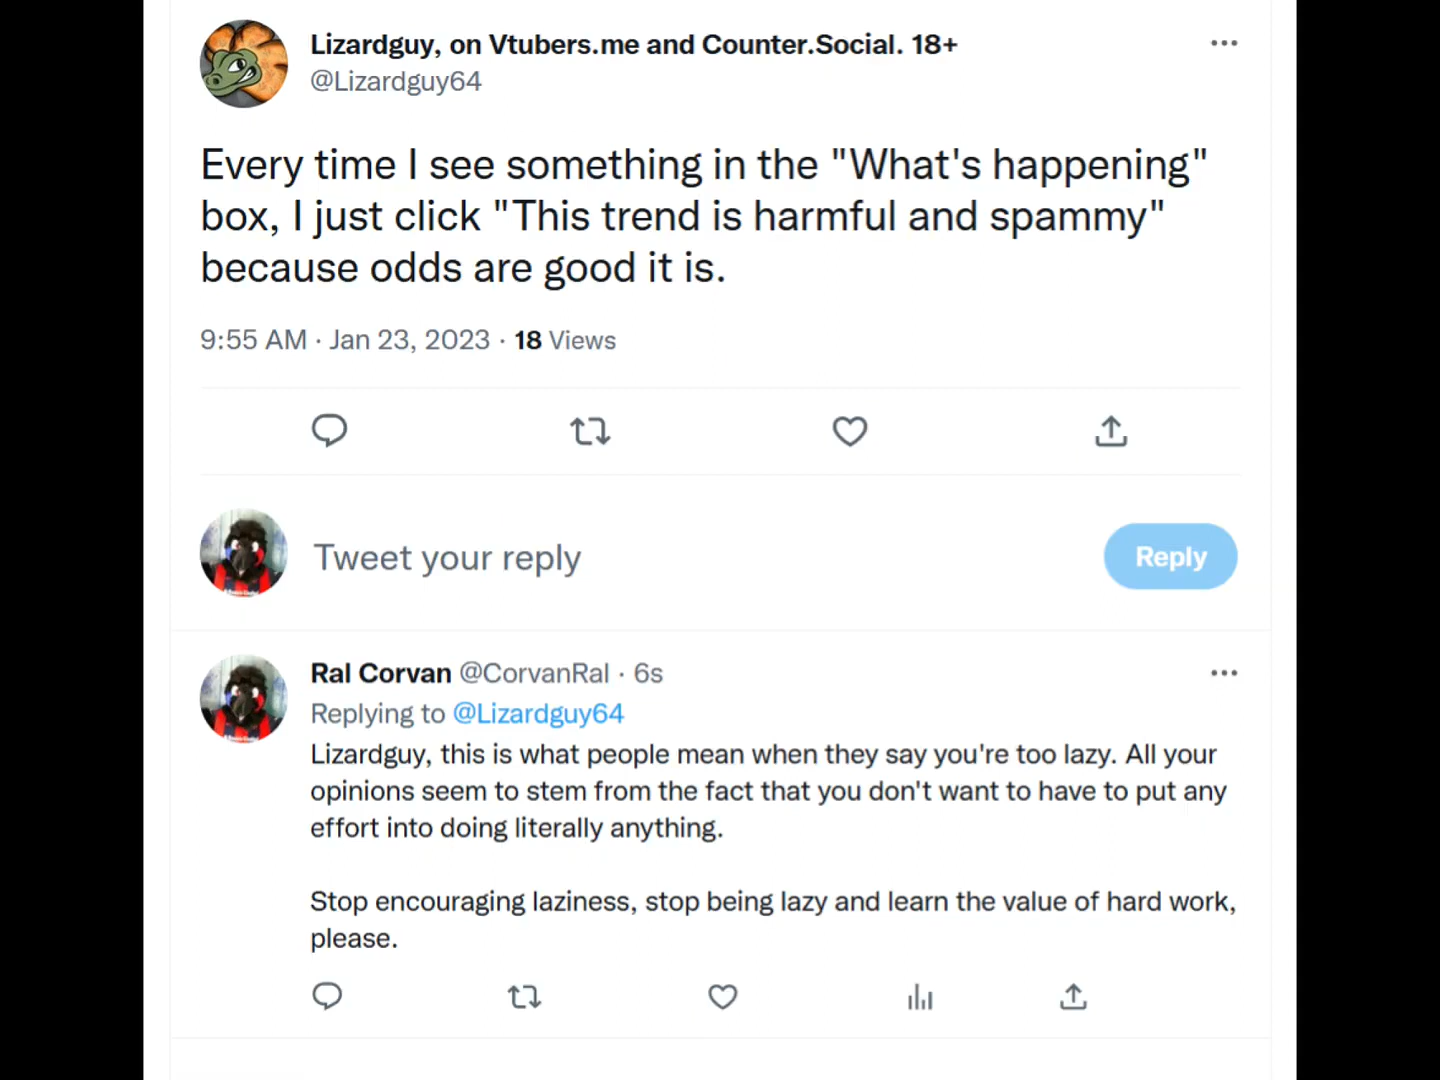 Lizardguy, on Vtubers.me and Counter.Social. 18+
@Lizardguy64
Every time I see something in the "What's happening"
box, I just click "This trend is harmful and spammy"
because odds are good it is.
9:55 AM · Jan 23, 2023 · 18 Views
Tweet your reply
Reply
Ral Corvan @CorvanRal · 6s
Replying to @Lizardguy64
Lizardguy, this is what people mean when they say you're too lazy. All your
opinions seem to stem from the fact that you don't want to have to put any
effort into doing literally anything.
Stop encouraging laziness, stop being lazy and learn the value of hard work,
please.